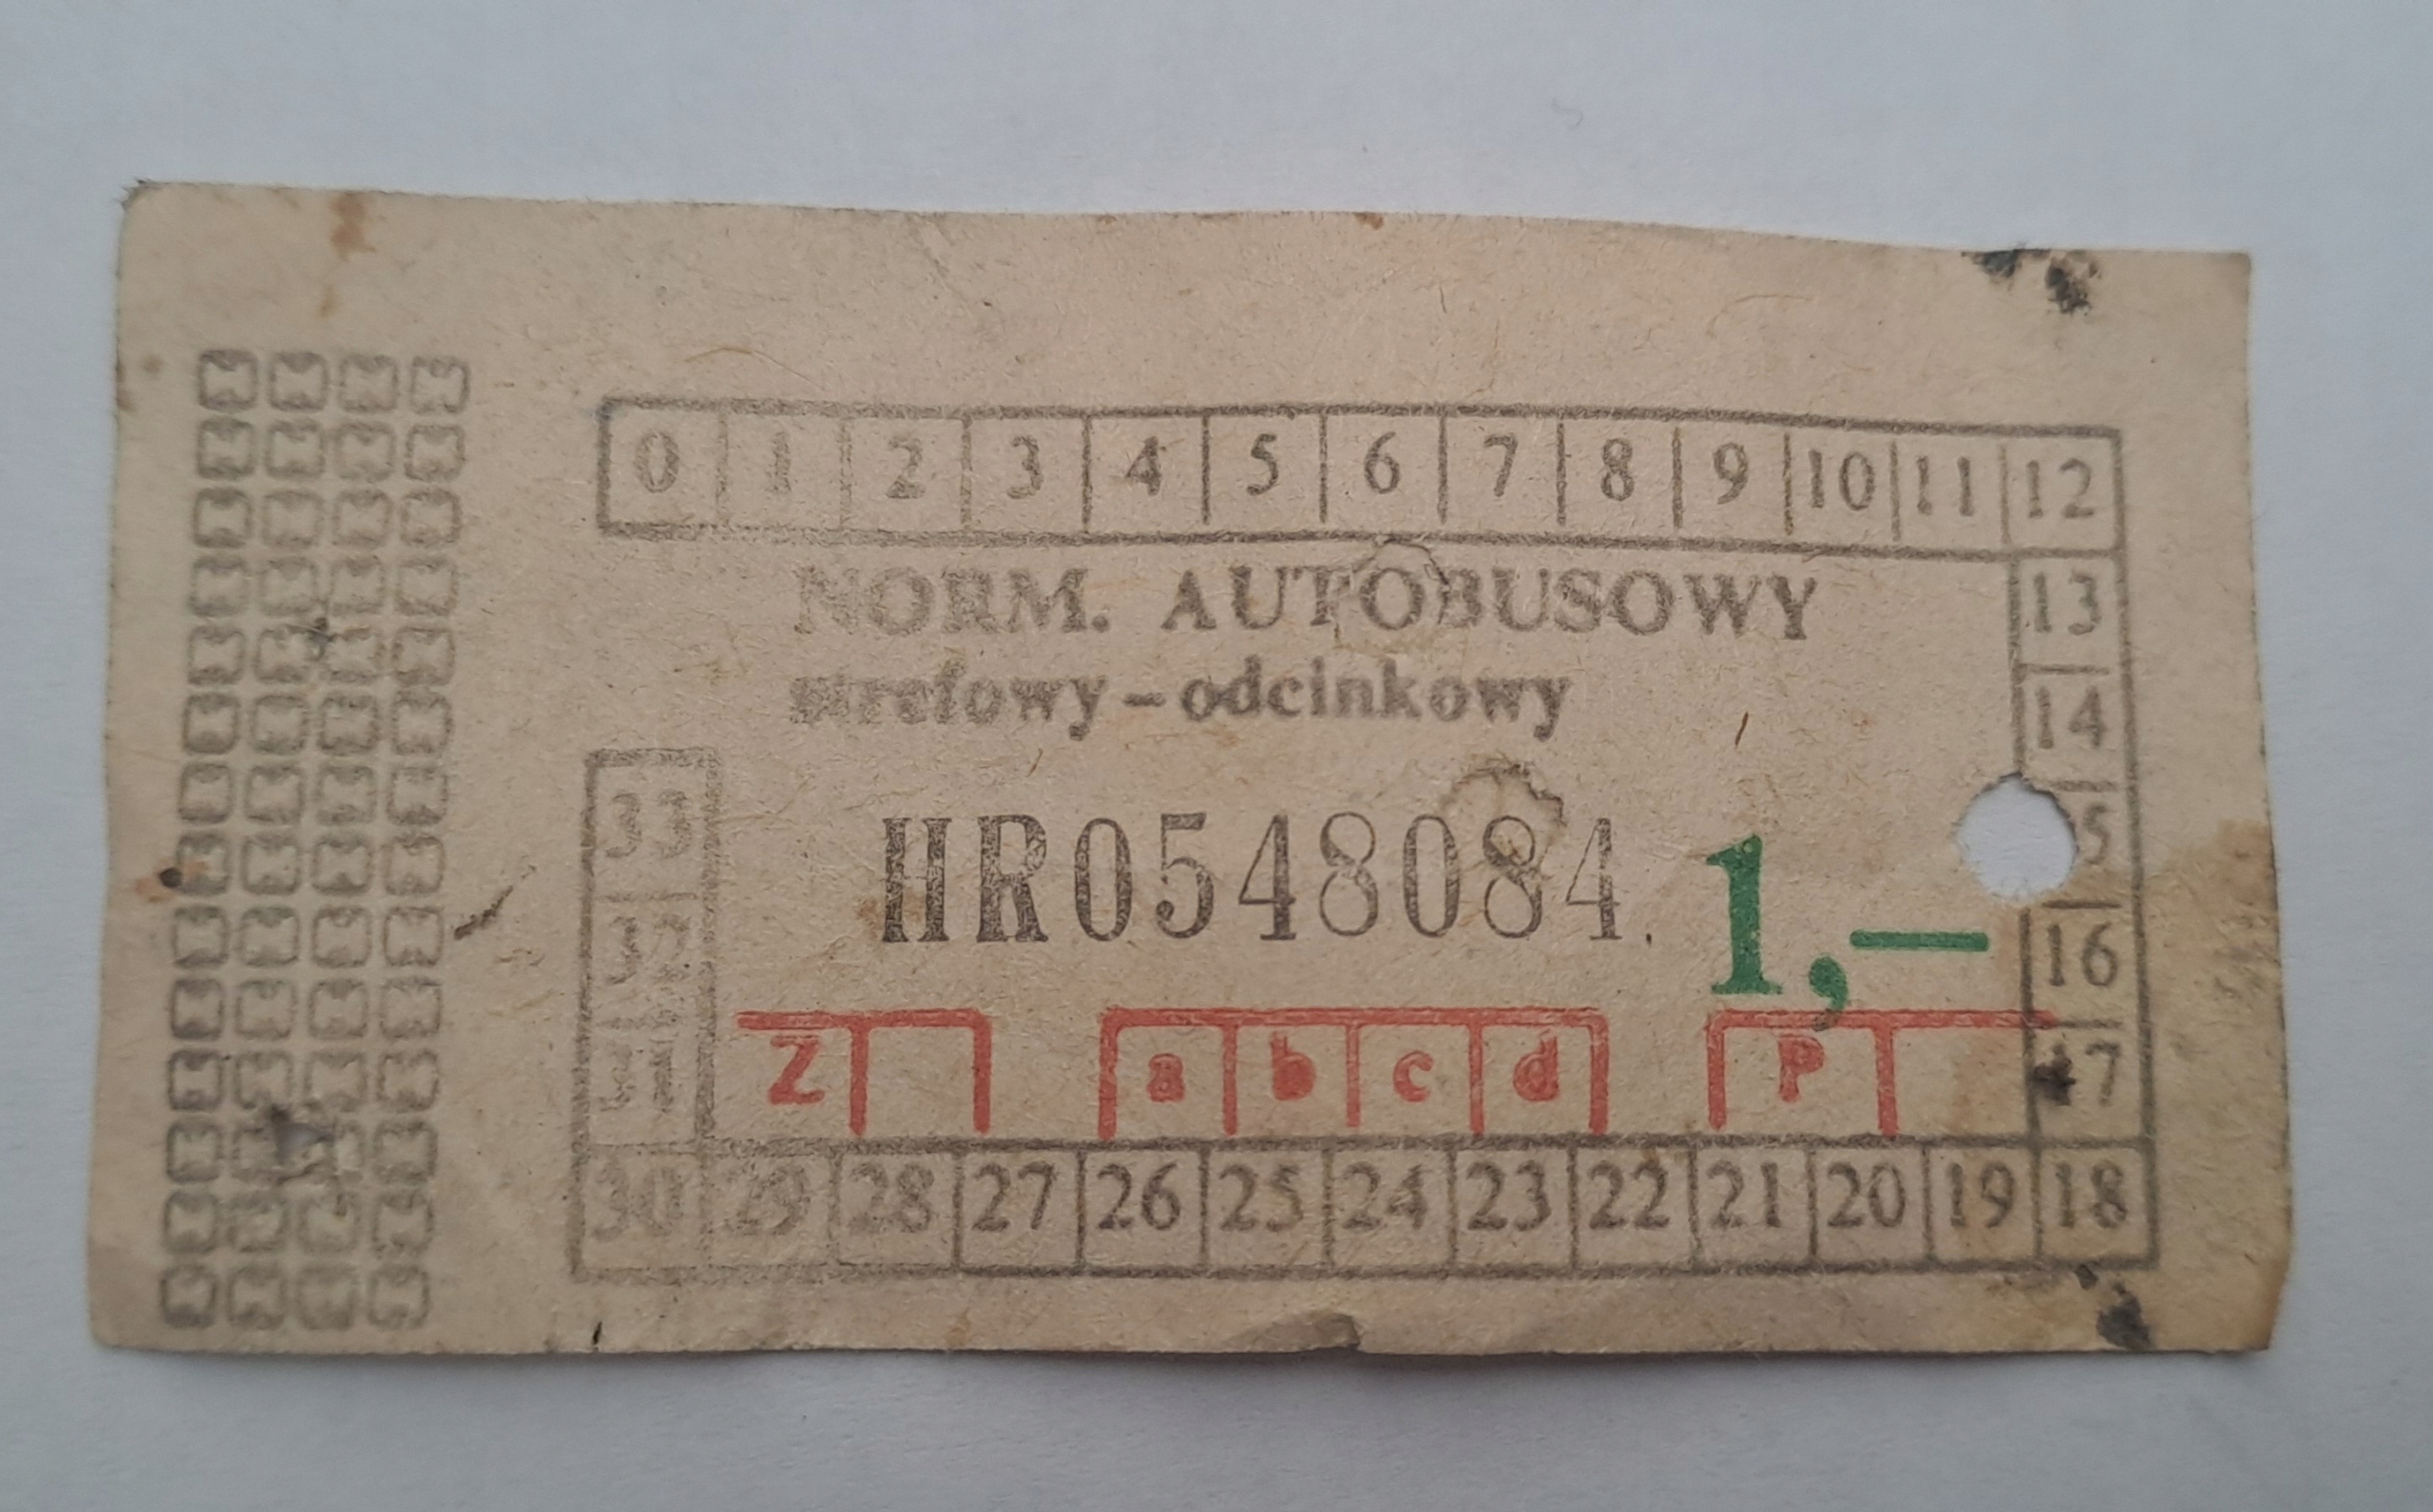 0 1 2 3 4 5 6 7 8 9 10 11 12
NORM. AUTOBUSOWY
13
strefowy - odcinkowy
14
33
HR0548084.
1,—
5
32
16
31
Z a b c d P
17
30 29 28 27 26 25 24 23 22 21 20 19 18